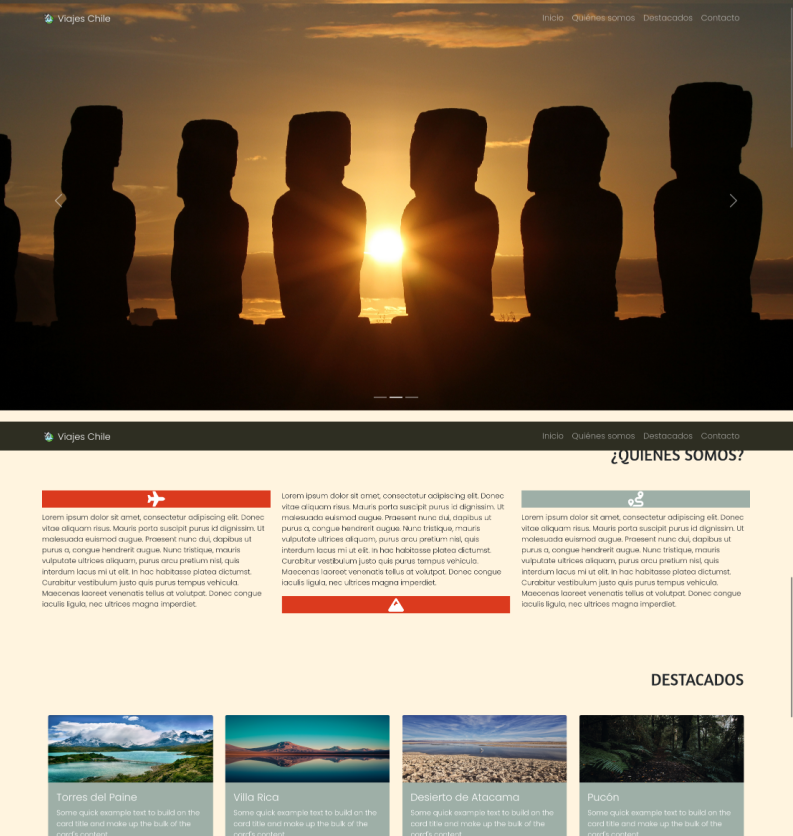 Viajes Chile
Inicio Quiénes somos Destacados Contacto
Viajes Chile
Inicio Quiénes somos Destacados Contacto
¿QUIÉNES SOMOS?
Lorem ipsum dolor sit amet, consectetur adipiscing elit. Donec
vitae aliquam risus. Mauris porta suscipit purus id dignissim. Ut
malesuada euismod augue. Praesent nunc dui, dapibus ut
purus a, congue hendrerit augue. Nunc tristique, mauris
vulputate ultrices aliquam, purus arcu pretium nisl, quis
interdum lacus mi ut elit. In hac habitasse platea dictumst.
Curabitur vestibulum justo quis purus tempus vehicula.
Maecenas laoreet venenatis tellus at volutpat. Donec congue
iaculis ligula, nec ultrices magna imperdiet.
Lorem ipsum dolor sit amet, consectetur adipiscing elit. Donec
vitae aliquam risus. Mauris porta suscipit purus id dignissim. Ut
malesuada euismod augue. Praesent nunc dui, dapibus ut
purus a, congue hendrerit augue. Nunc tristique, mauris
vulputate ultrices aliquam, purus arcu pretium nisl, quis
interdum lacus mi ut elit. In hac habitasse platea dictumst.
Curabitur vestibulum justo quis purus tempus vehicula.
Maecenas laoreet venenatis tellus at volutpat. Donec congue
iaculis ligula, nec ultrices magna imperdiet.
Lorem ipsum dolor sit amet, consectetur adipiscing elit. Donec
vitae aliquam risus. Mauris porta suscipit purus id dignissim. Ut
malesuada euismod augue. Praesent nunc dui, dapibus ut
purus a, congue hendrerit augue. Nunc tristique, mauris
vulputate ultrices aliquam, purus arcu pretium nisl, quis
interdum lacus mi ut elit. In hac habitasse platea dictumst.
Curabitur vestibulum justo quis purus tempus vehicula.
Maecenas laoreet venenatis tellus at volutpat. Donec congue
iaculis ligula, nec ultrices magna imperdiet.
DESTACADOS
Torres del Paine
Some quick example text to build on the
card title and make up the bulk of the
card's content.
Villa Rica
Some quick example text to build on the
card title and make up the bulk of the
card's content.
Desierto de Atacama
Some quick example text to build on the
card title and make up the bulk of the
card's content.
Pucón
Some quick example text to build on the
card title and make up the bulk of the
card's content.